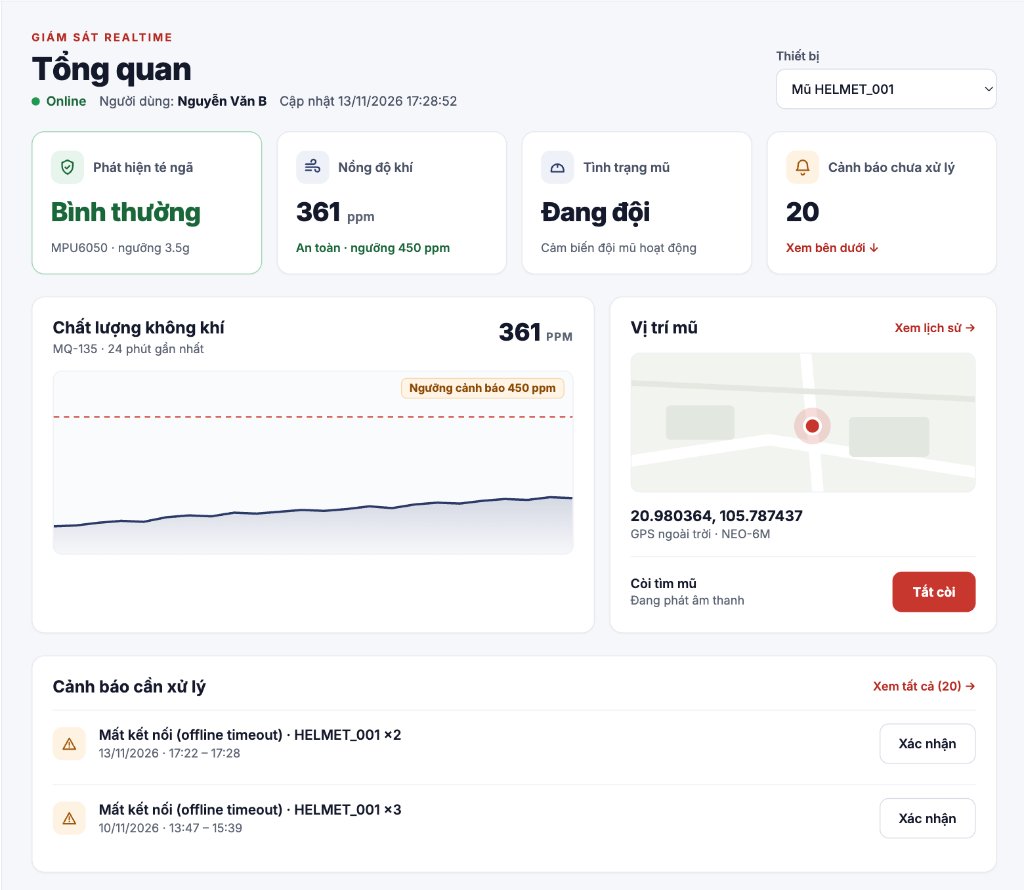 GIÁM SÁT REALTIME
Tổng quan
Online Người dùng: Nguyễn Văn B Cập nhật 13/11/2026 17:28:52
Thiết bị
Mũ HELMET_001
Phát hiện té ngã
Bình thường
MPU6050 · ngưỡng 3.5g
Nồng độ khí
361 ppm
An toàn · ngưỡng 450 ppm
Tình trạng mũ
Đang đội
Cảm biến đội mũ hoạt động
Cảnh báo chưa xử lý
20
Xem bên dưới ↓
Chất lượng không khí
MQ-135 · 24 phút gần nhất
361 PPM
Ngưỡng cảnh báo 450 ppm
Vị trí mũ
Xem lịch sử →
20.980364, 105.787437
GPS ngoài trời · NEO-6M
Còi tìm mũ
Đang phát âm thanh
Tắt còi
Cảnh báo cần xử lý
Xem tất cả (20) →
Mất kết nối (offline timeout) · HELMET_001 ×2
13/11/2026 · 17:22 – 17:28
Xác nhận
Mất kết nối (offline timeout) · HELMET_001 ×3
10/11/2026 · 13:47 – 15:39
Xác nhận